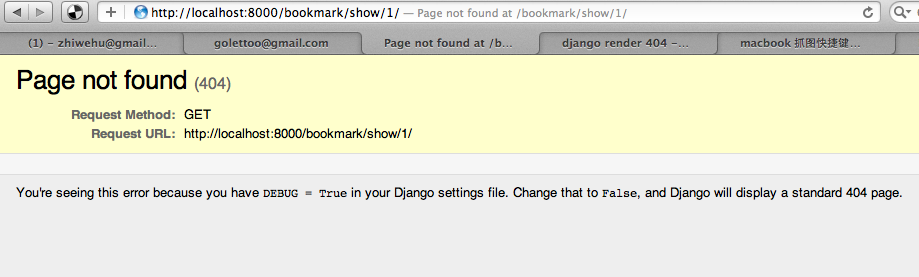 http://localhost:8000/bookmark/show/1/ — Page not found at /bookmark/show/1/
(1) – zhiwehu@gmail...
golettoo@gmail.com
Page not found at /b...
django render 404 –...
macbook 抓图快捷键...
Page not found (404)
Request Method: GET
Request URL: http://localhost:8000/bookmark/show/1/
You're seeing this error because you have DEBUG = True in your Django settings file. Change that to False, and Django will display a standard 404 page.